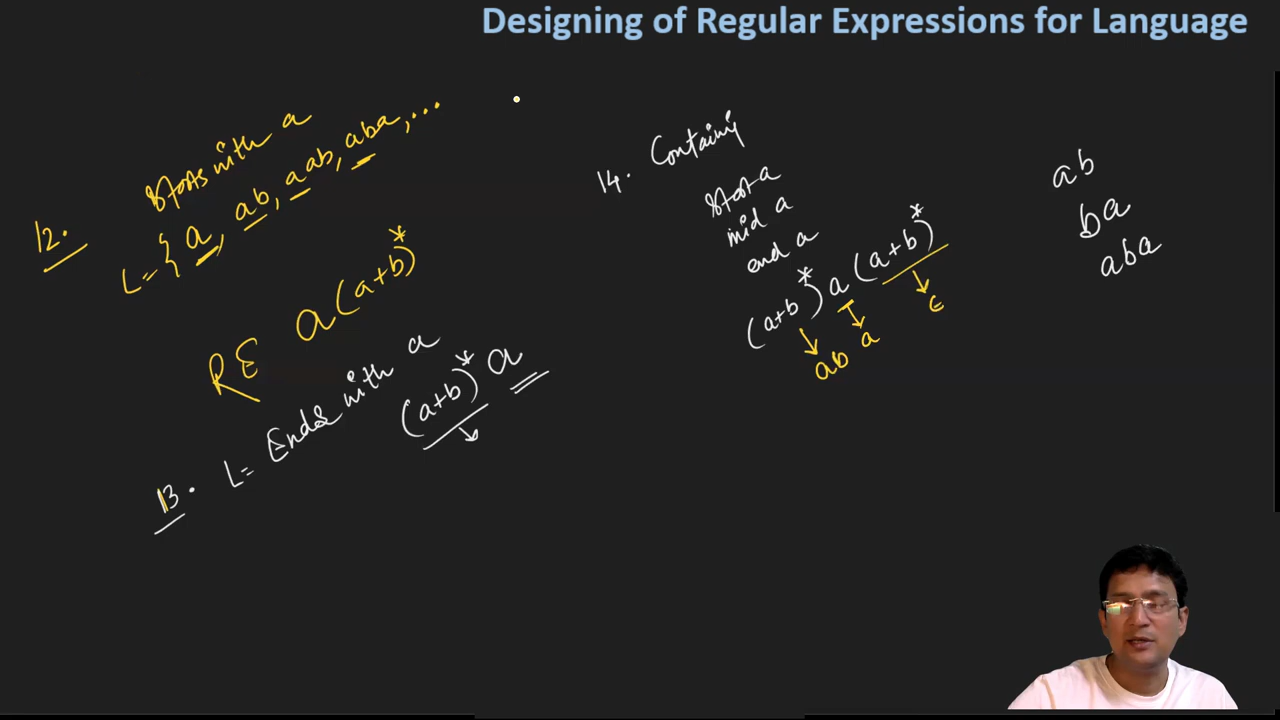 Designing of Regular Expressions for Language
12.
Starts with a
L = { a, ab, aab, aba, ...
RE a(a+b)*
13. L = Ends with a
(a+b)* a
14. Containing
Start a
mid a
end a
(a+b)* a (a+b)*
ab a ε
ab
ba
aba